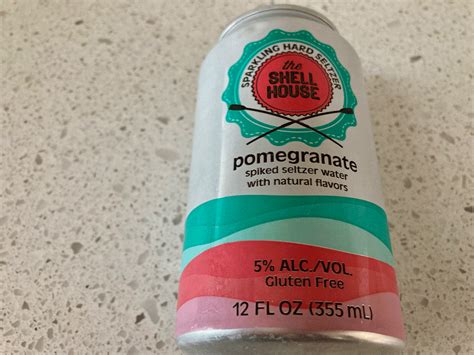 SPARKLING HARD SELTZER
the
SHELL
HOUSE
pomegranate
spiked seltzer water
with natural flavors
5% ALC./VOL.
Gluten Free
12 FL OZ (355 mL)